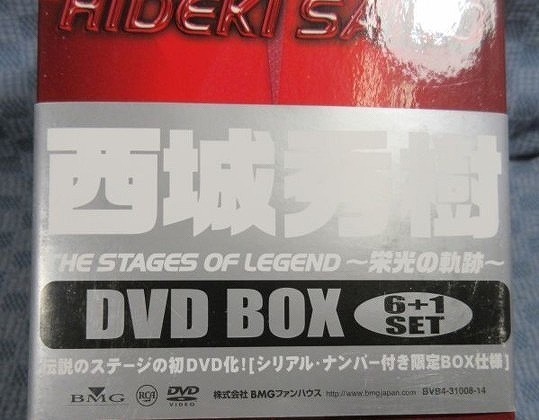 HIDEKI SA
西城秀樹
THE STAGES OF LEGEND 〜栄光の軌跡〜
DVD BOX 6+1 SET
伝説のステージの初DVD化![シリアル・ナンバー付き限定BOX仕様]
BMG RCA DVD VIDEO 株式会社 BMGファンハウス http://www.bmgjapan.com BVB4-31008-14